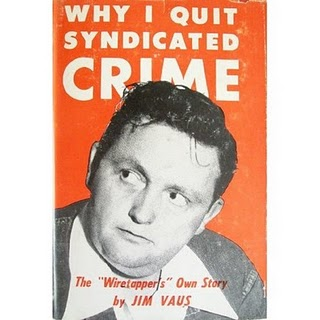 WHY I QUIT
SYNDICATED
CRIME
The "Wiretapper's" Own Story
by JIM VAUS